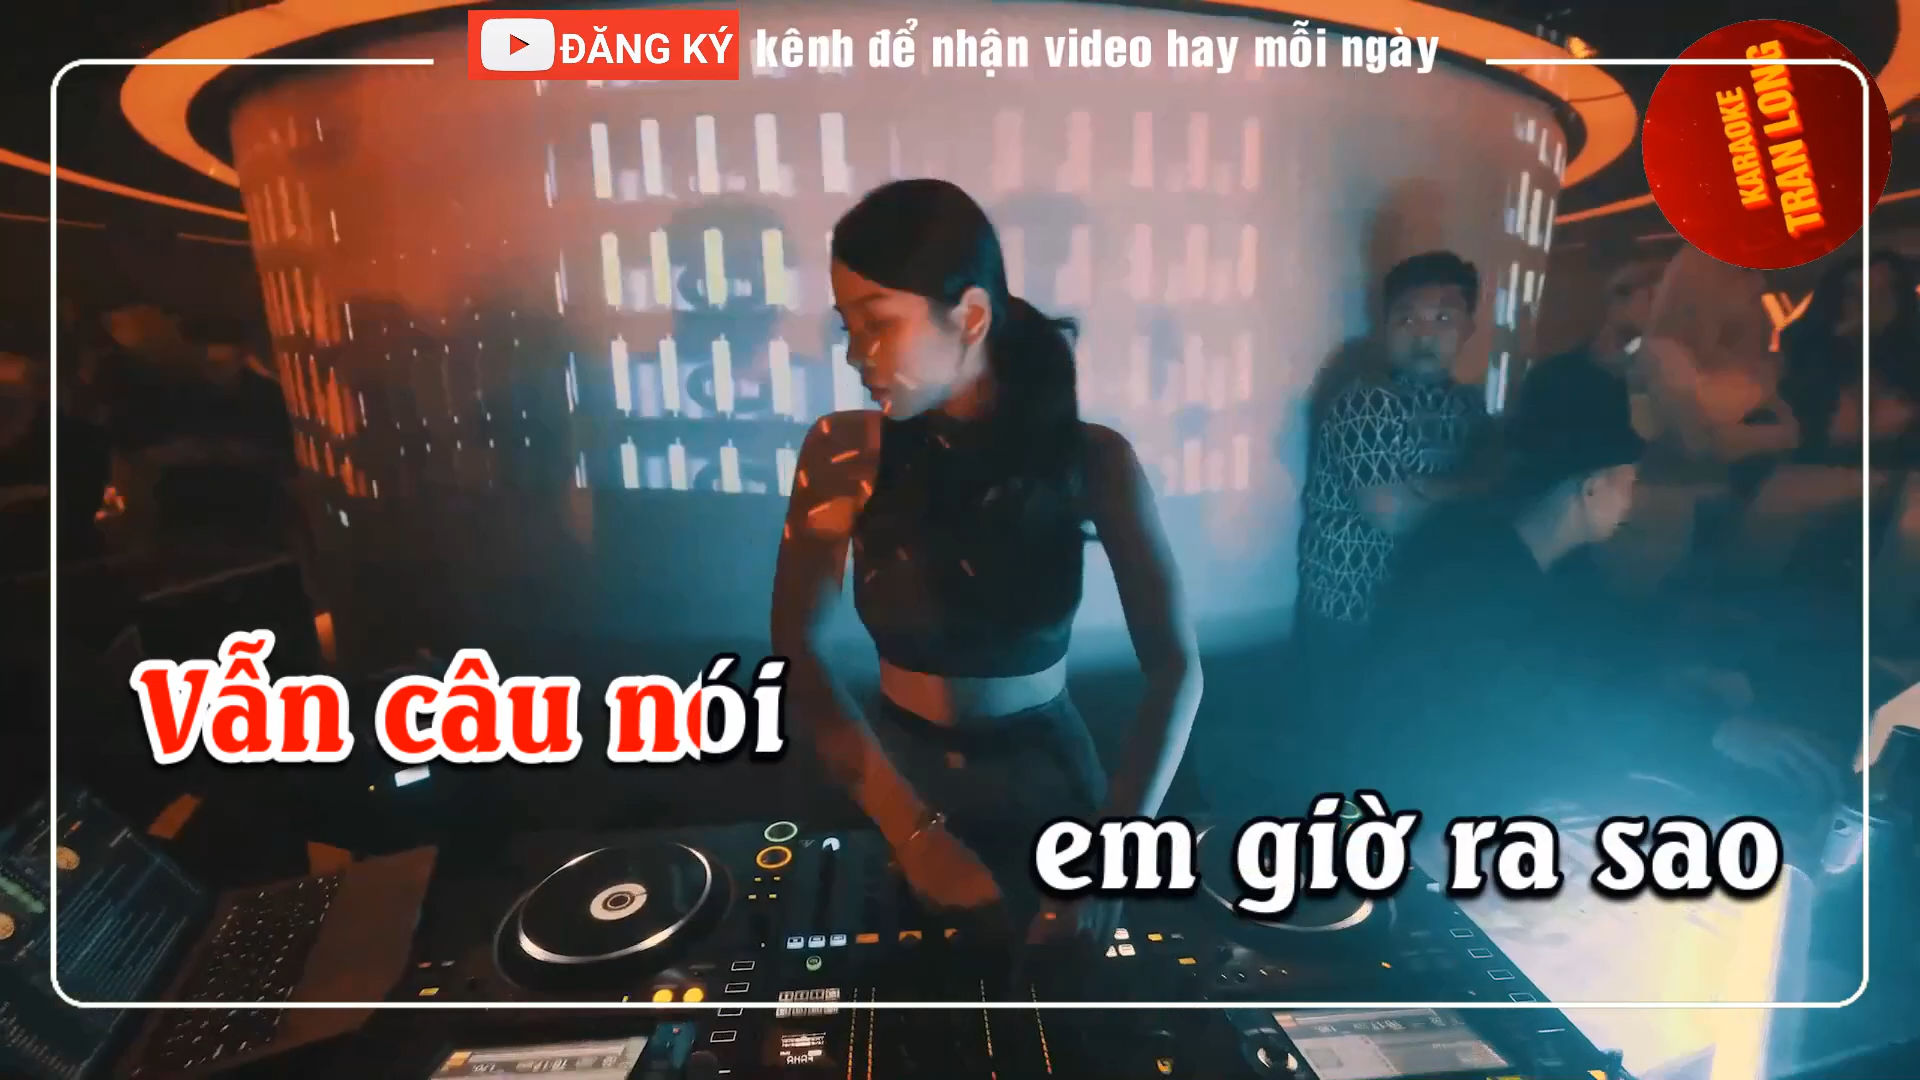 ĐĂNG KÝ kênh để nhận video hay mỗi ngày
KARAOKE
TRAN LONG
Vẫn câu nói
em giờ ra sao